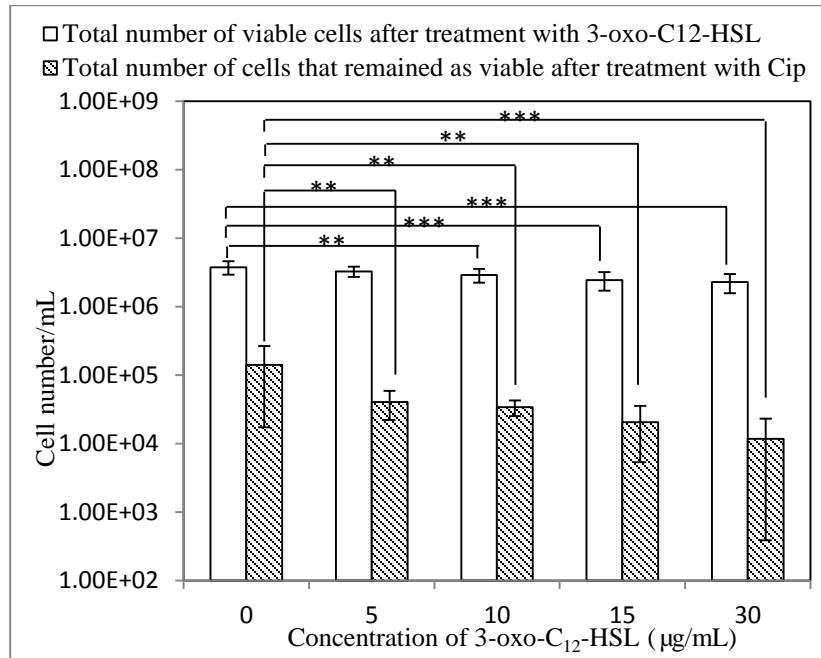 Total number of viable cells after treatment with 3-oxo-C12-HSL
Total number of cells that remained as viable after treatment with Cip
1.00E+09
1.00E+08
1.00E+07
1.00E+06
1.00E+05
1.00E+04
1.00E+03
1.00E+02
Cell number/mL
***
**
**
**
***
***
**
0 5 10 15 30
Concentration of 3-oxo-C₁₂-HSL (µg/mL)